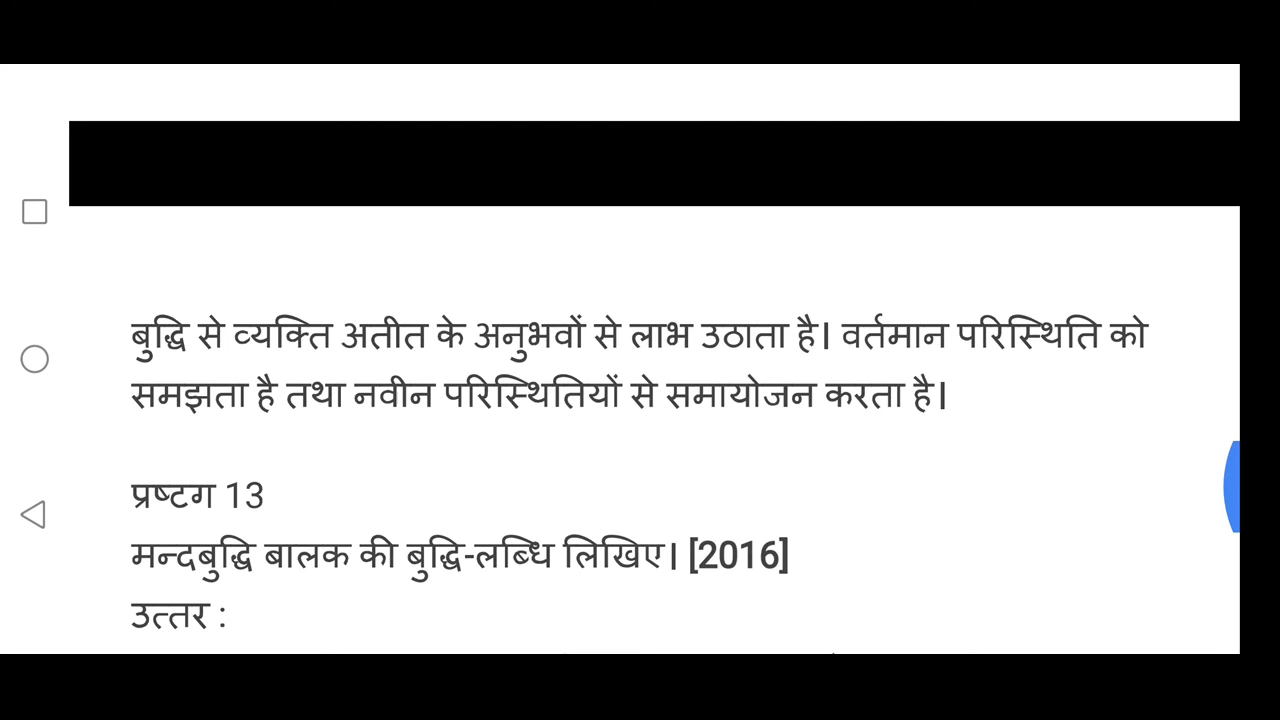 बुद्धि से व्यक्ति अतीत के अनुभवों से लाभ उठाता है। वर्तमान परिस्थिति को
समझता है तथा नवीन परिस्थितियों से समायोजन करता है।
प्रष्टग 13
मन्दबुद्धि बालक की बुद्धि-लब्धि लिखिए। [2016]
उत्तर :